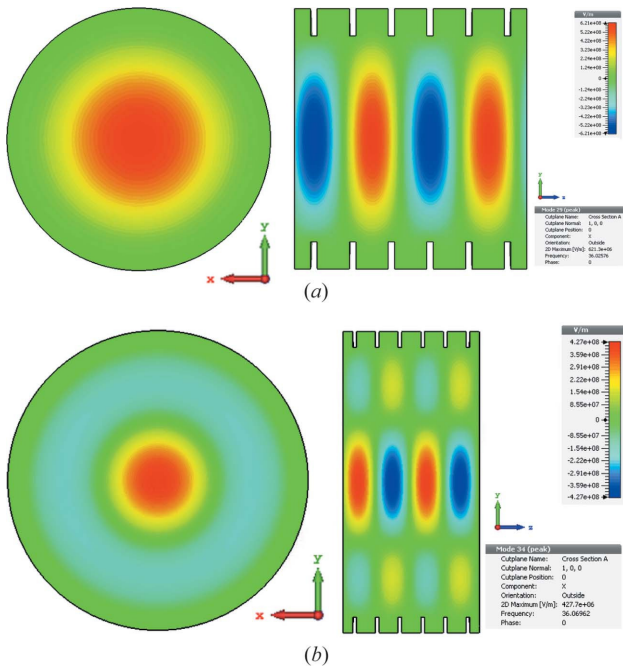 V/m
6.21e+08
5.22e+08
4.22e+08
3.24e+08
2.24e+08
1.24e+08
0
-1.24e+08
-2.24e+08
-3.24e+08
-4.22e+08
-5.22e+08
-6.21e+08
y
x
y
z
Mode 29 (peak)
Cutplane Name: Cross Section A
Cutplane Normal: 1, 0, 0
Cutplane Position: 0
Component: X
Orientation: Outside
2D Maximum [V/m]: 621.3e+06
Frequency: 36.02576
Phase: 0
(a)
V/m
4.27e+08
3.59e+08
2.91e+08
2.22e+08
1.54e+08
8.55e+07
0
-8.55e+07
-1.54e+08
-2.22e+08
-2.91e+08
-3.59e+08
-4.27e+08
y
x
y
z
Mode 34 (peak)
Cutplane Name: Cross Section A
Cutplane Normal: 1, 0, 0
Cutplane Position: 0
Component: X
Orientation: Outside
2D Maximum [V/m]: 427.7e+06
Frequency: 36.06962
Phase: 0
(b)